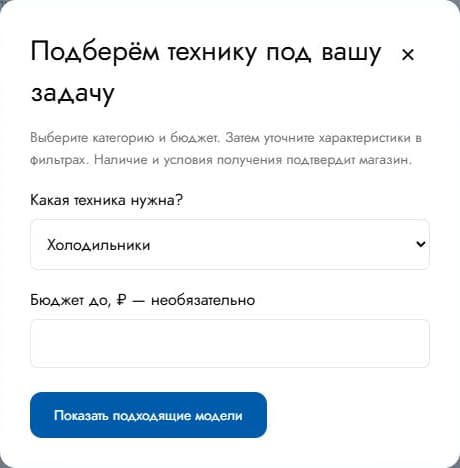 Подберём технику под вашу ×
задачу
Выберите категорию и бюджет. Затем уточните характеристики в
фильтрах. Наличие и условия получения подтвердит магазин.
Какая техника нужна?
Холодильники
Бюджет до, ₽ — необязательно
Показать подходящие модели